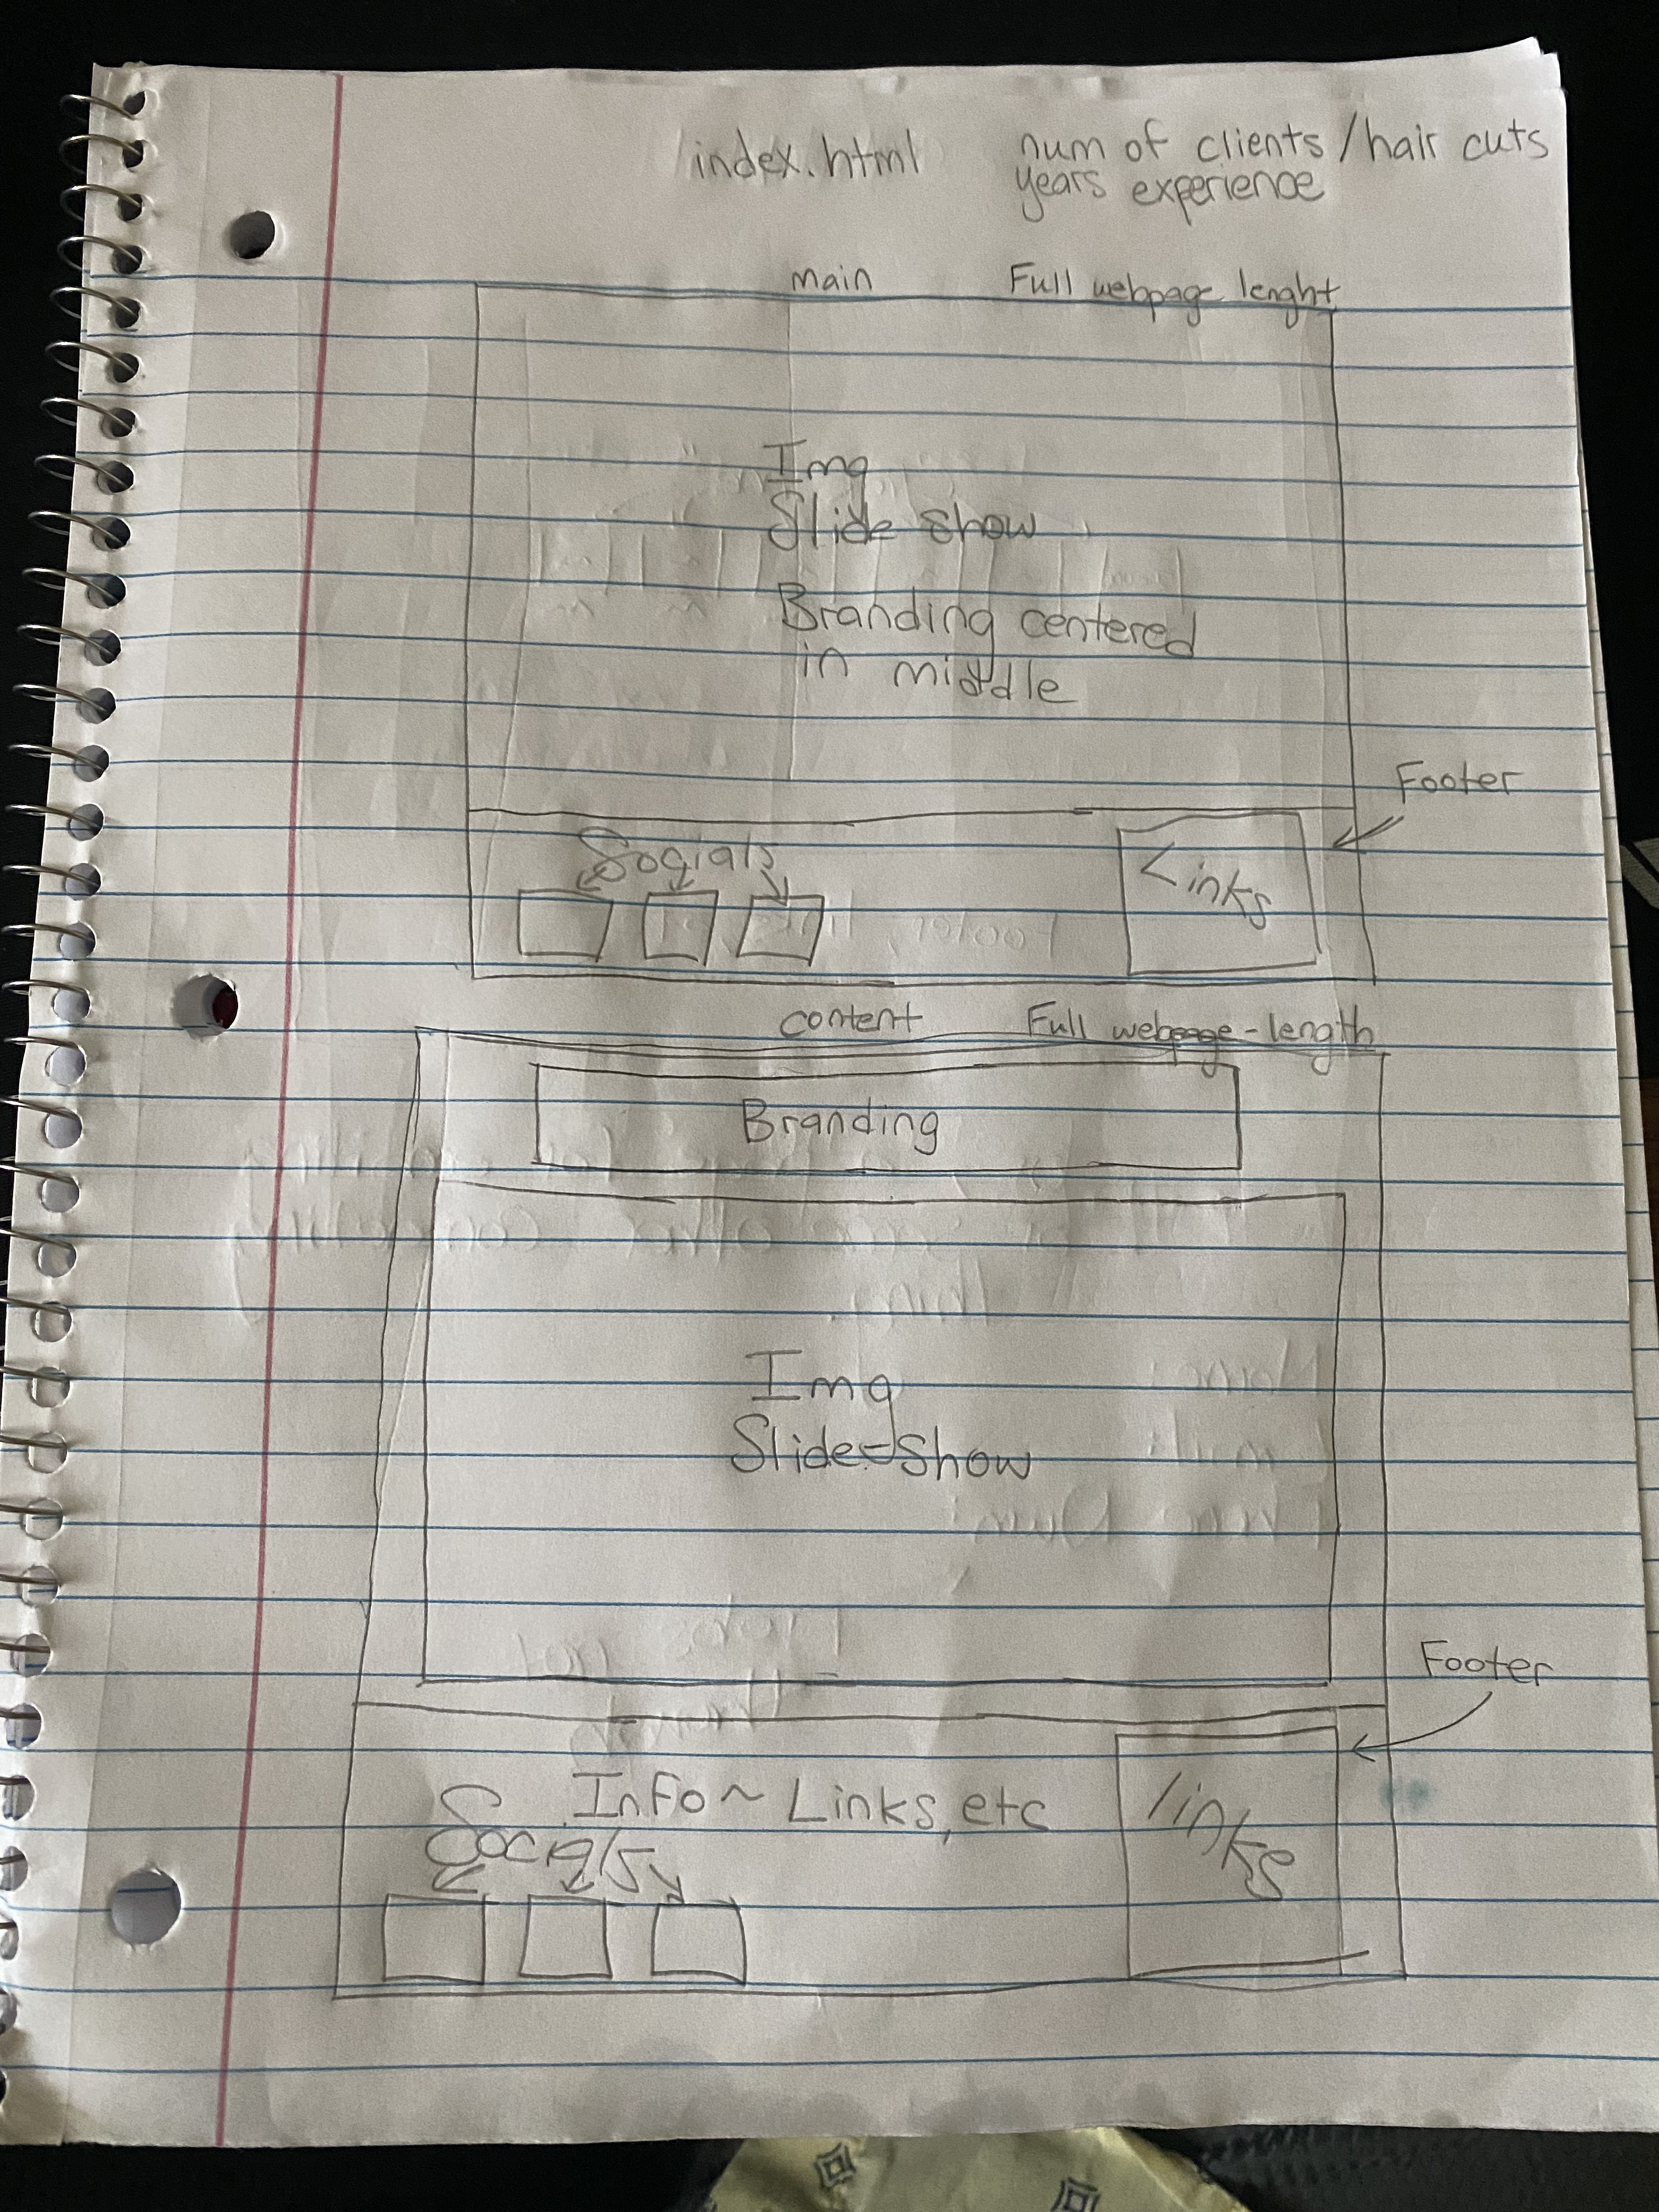 /index.html
num of clients / hair cuts
years experience
main
Full webpage lenght
Img
Slide show
Branding centered
in middle
Footer
Socials
Links
content
Full webpage-length
Branding
Img
Slide-Show
Footer
Info ~ Links, etc
Socials
links